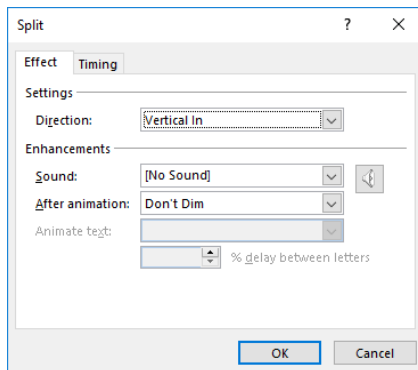 Split ? X
Effect Timing
Settings
Direction: Vertical In
Enhancements
Sound: [No Sound]
After animation: Don't Dim
Animate text:
% delay between letters
OK Cancel